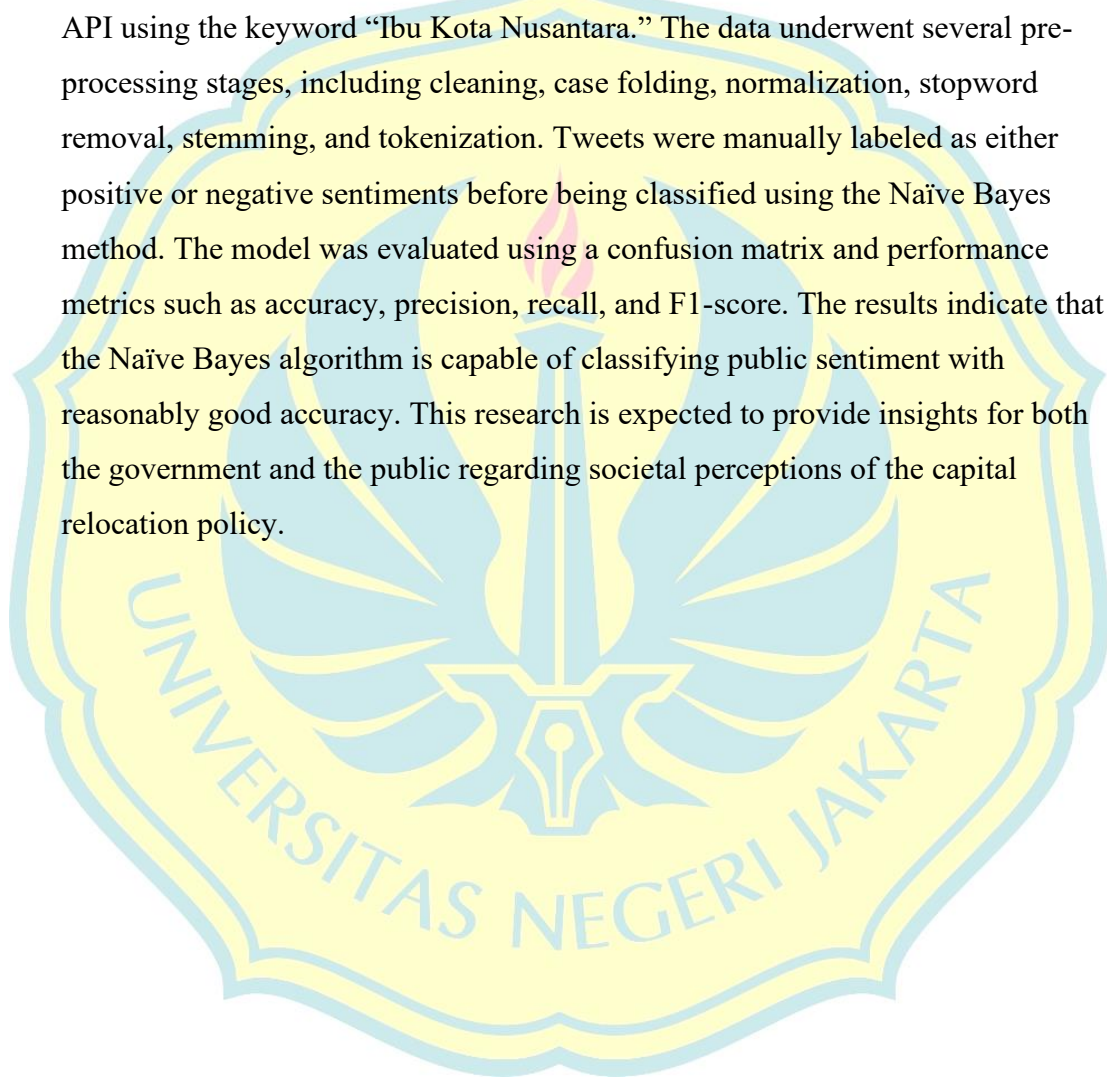 API using the keyword “Ibu Kota Nusantara.” The data underwent several pre-
processing stages, including cleaning, case folding, normalization, stopword
removal, stemming, and tokenization. Tweets were manually labeled as either
positive or negative sentiments before being classified using the Naïve Bayes
method. The model was evaluated using a confusion matrix and performance
metrics such as accuracy, precision, recall, and F1-score. The results indicate that
the Naïve Bayes algorithm is capable of classifying public sentiment with
reasonably good accuracy. This research is expected to provide insights for both
the government and the public regarding societal perceptions of the capital
relocation policy.
UNIVERSITAS NEGERI JAKARTA